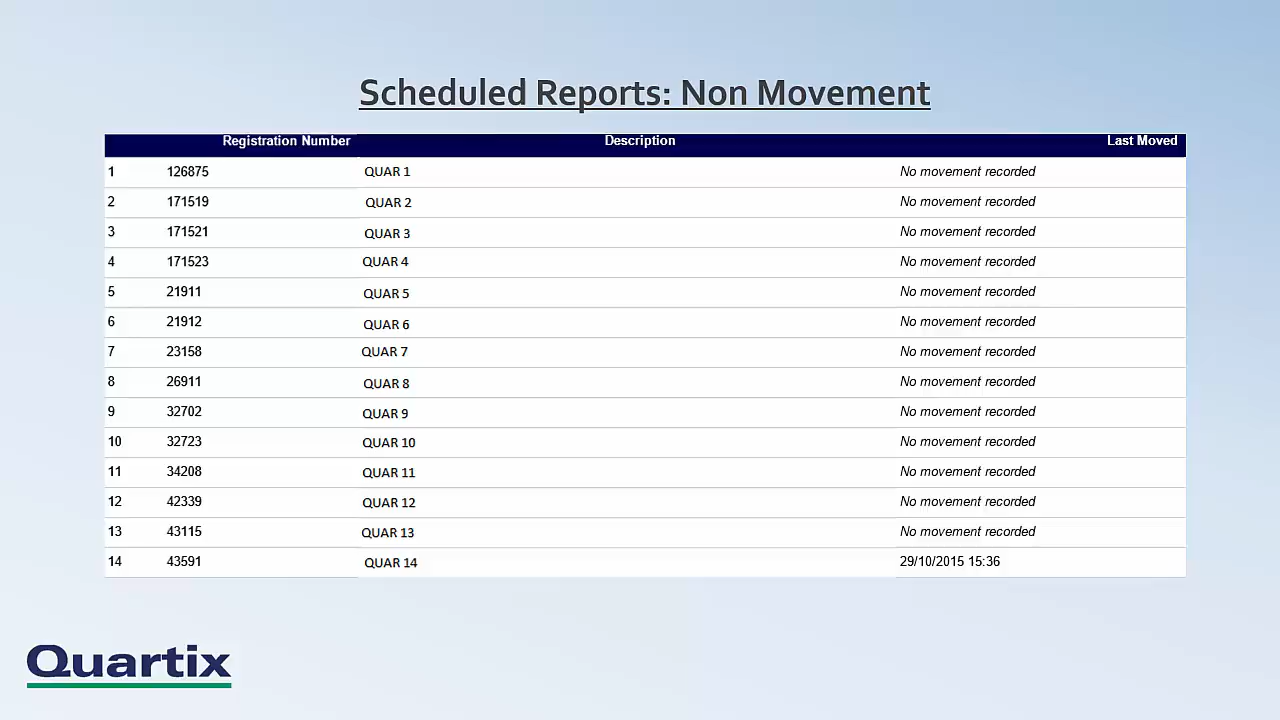 Scheduled Reports: Non Movement
Registration Number Description Last Moved
1 126875 QUAR 1 No movement recorded
2 171519 QUAR 2 No movement recorded
3 171521 QUAR 3 No movement recorded
4 171523 QUAR 4 No movement recorded
5 21911 QUAR 5 No movement recorded
6 21912 QUAR 6 No movement recorded
7 23158 QUAR 7 No movement recorded
8 26911 QUAR 8 No movement recorded
9 32702 QUAR 9 No movement recorded
10 32723 QUAR 10 No movement recorded
11 34208 QUAR 11 No movement recorded
12 42339 QUAR 12 No movement recorded
13 43115 QUAR 13 No movement recorded
14 43591 QUAR 14 29/10/2015 15:36
Quartix